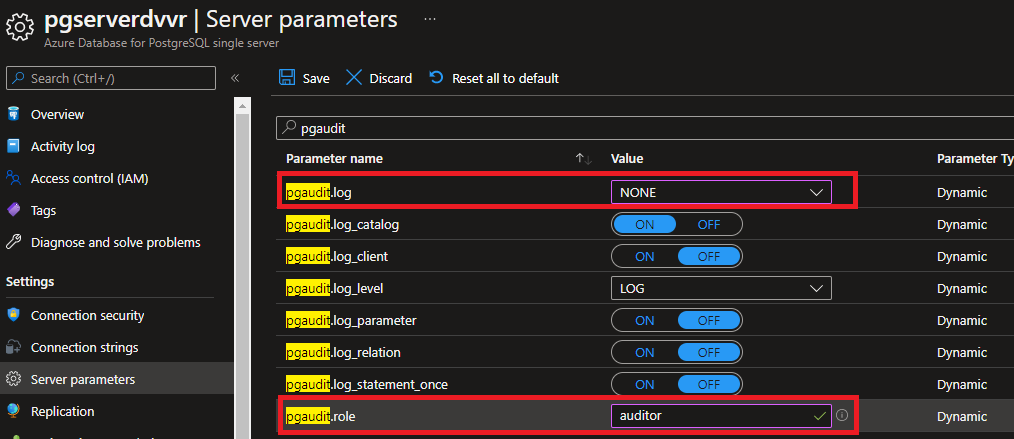 pgserverdvvr | Server parameters ...
Azure Database for PostgreSQL single server
Search (Ctrl+/) «
Overview
Activity log
Access control (IAM)
Tags
Diagnose and solve problems
Settings
Connection security
Connection strings
Server parameters
Replication
Save Discard Reset all to default
pgaudit
Parameter name ↑↓ Value Parameter Ty
pgaudit.log NONE Dynamic
pgaudit.log_catalog ON OFF Dynamic
pgaudit.log_client ON OFF Dynamic
pgaudit.log_level LOG Dynamic
pgaudit.log_parameter ON OFF Dynamic
pgaudit.log_relation ON OFF Dynamic
pgaudit.log_statement_once ON OFF Dynamic
pgaudit.role auditor Dynamic